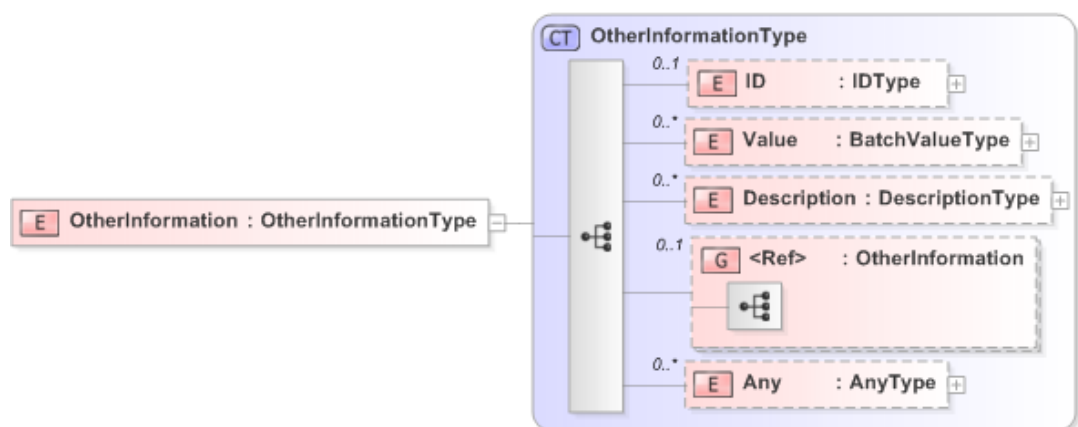 CT OtherInformationType
0..1
E ID : IDType
0..*
E Value : BatchValueType
0..*
E Description : DescriptionType
E OtherInformation : OtherInformationType
0..1
G <Ref> : OtherInformation
0..*
E Any : AnyType